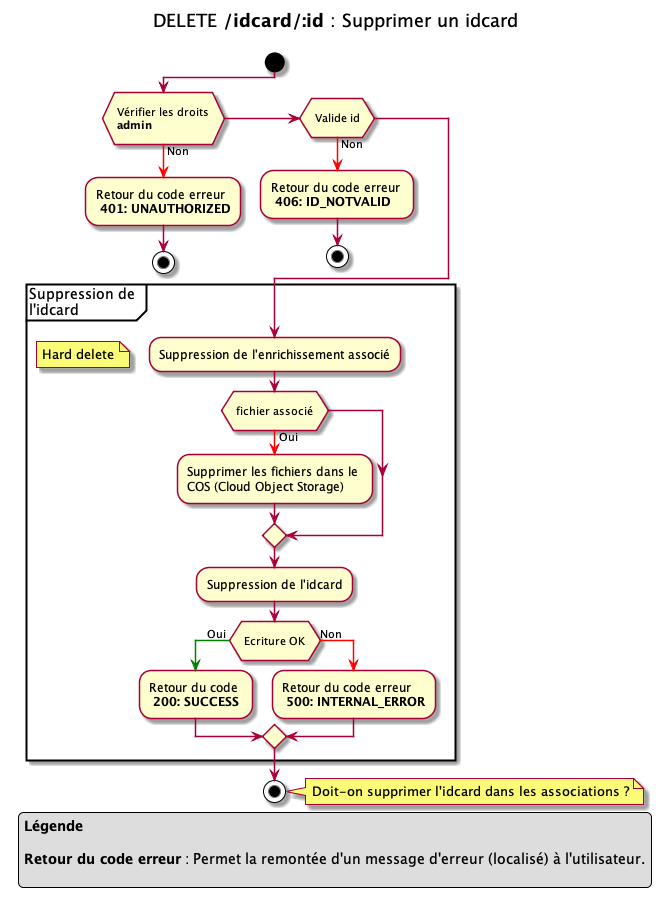 DELETE /idcard/:id : Supprimer un idcard
Vérifier les droits
admin
Non
Retour du code erreur
401: UNAUTHORIZED
Valide id
Non
Retour du code erreur
406: ID_NOTVALID
Suppression de
l'idcard
Hard delete
Suppression de l'enrichissement associé
fichier associé
Oui
Supprimer les fichiers dans le
COS (Cloud Object Storage)
Suppression de l'idcard
Ecriture OK
Oui
Non
Retour du code
200: SUCCESS
Retour du code erreur
500: INTERNAL_ERROR
Doit-on supprimer l'idcard dans les associations ?
Légende
Retour du code erreur : Permet la remontée d'un message d'erreur (localisé) à l'utilisateur.